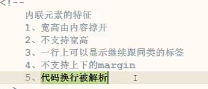 <!--
内联元素的特征
1、宽高由内容撑开
2、不支持宽高
3、一行上可以显示继续跟同类的标签
4、不支持上下的margin
5、代码换行被解析